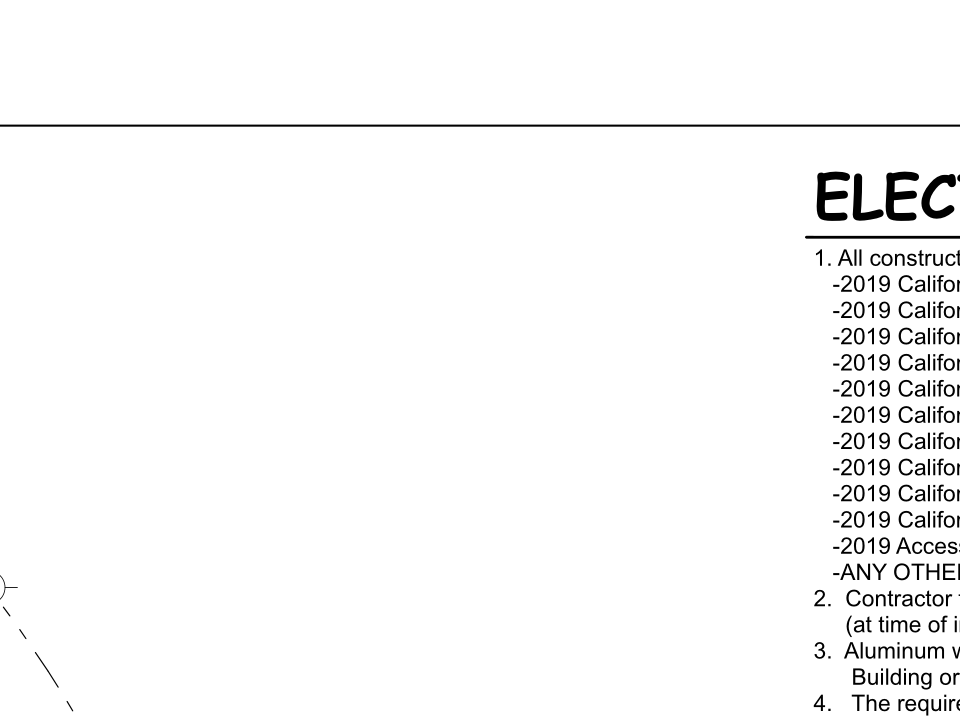 ELEC
1. All construct
-2019 Califor
-2019 Califor
-2019 Califor
-2019 Califor
-2019 Califor
-2019 Califor
-2019 Califor
-2019 Califor
-2019 Califor
-2019 Califor
-2019 Access
-ANY OTHER
2. Contractor
(at time of
3. Aluminum
Building or
4. The require